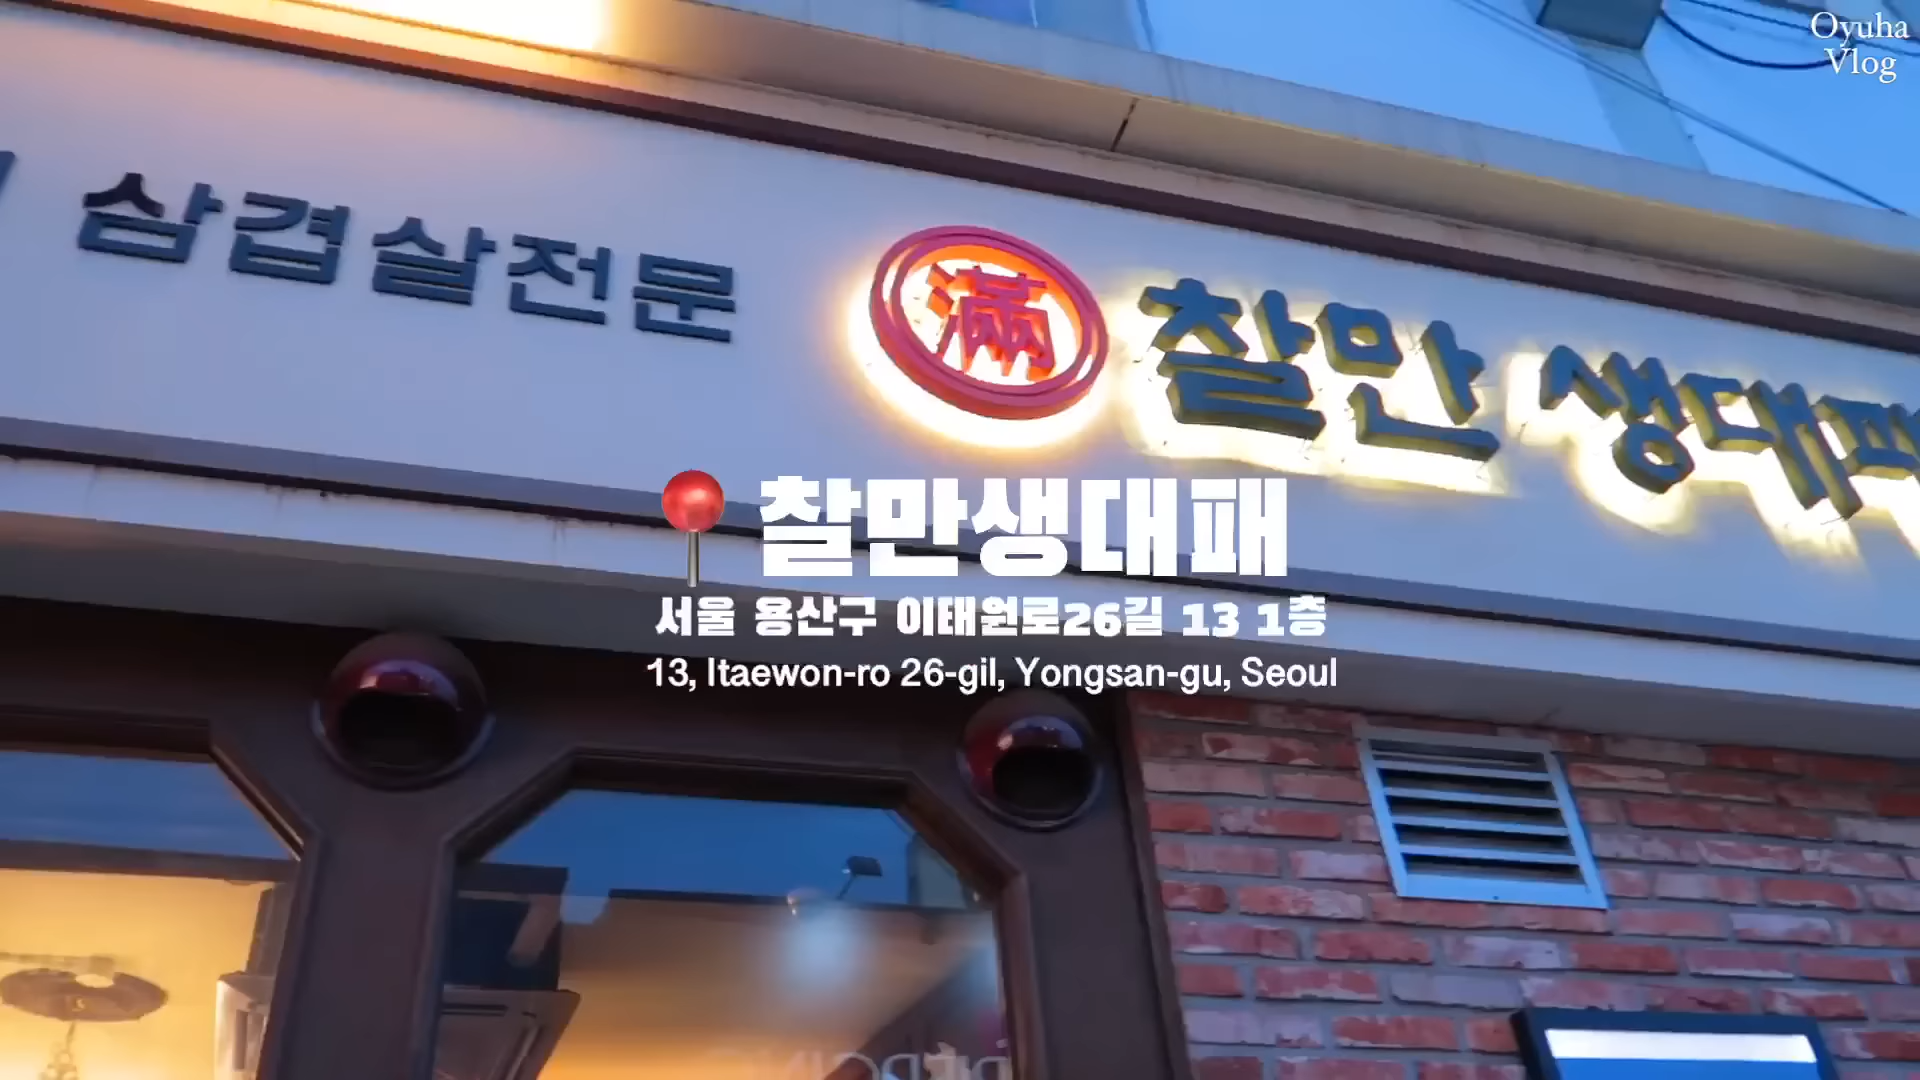 Oyuha
Vlog
삼겹살전문
滿
찰만 생대패
찰만생대패
서울 용산구 이태원로26길 13 1층
13, Itaewon-ro 26-gil, Yongsan-gu, Seoul